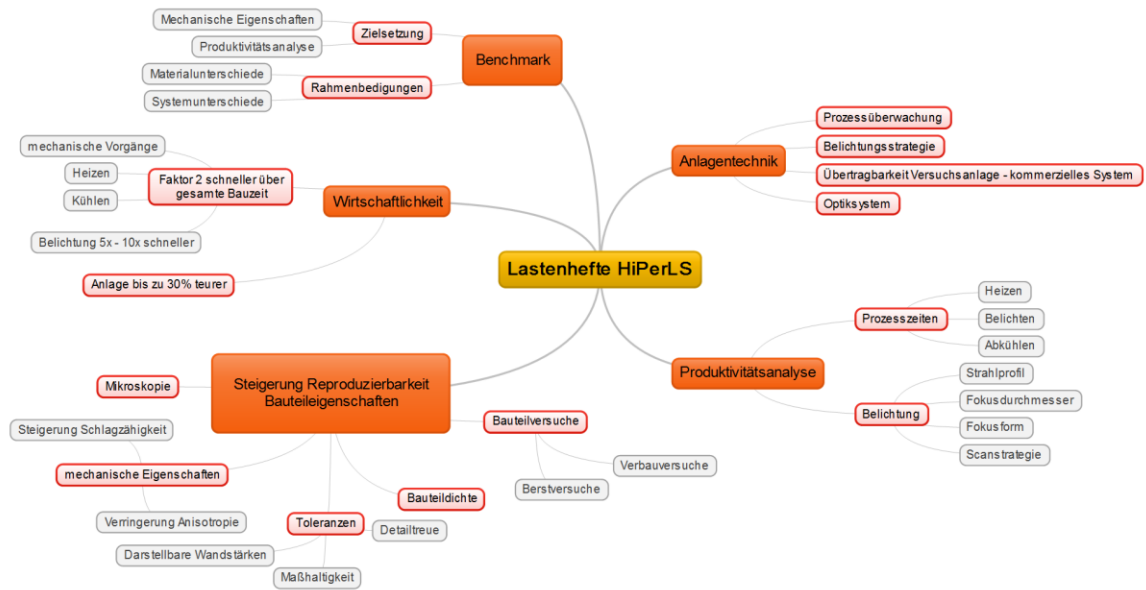 Lastenhefte HiPerLS
Benchmark
Zielsetzung
Mechanische Eigenschaften
Produktivitätsanalyse
Rahmenbedigungen
Materialunterschiede
Systemunterschiede
Wirtschaftlichkeit
Faktor 2 schneller über
gesamte Bauzeit
mechanische Vorgänge
Heizen
Kühlen
Belichtung 5x - 10x schneller
Anlage bis zu 30% teurer
Steigerung Reproduzierbarkeit
Bauteileigenschaften
Mikroskopie
mechanische Eigenschaften
Steigerung Schlagzähigkeit
Verringerung Anisotropie
Toleranzen
Detailtreue
Darstellbare Wandstärken
Maßhaltigkeit
Bauteildichte
Bauteilversuche
Verbauversuche
Berstversuche
Anlagentechnik
Prozessüberwachung
Belichtungsstrategie
Übertragbarkeit Versuchsanlage - kommerzielles System
Optiksystem
Produktivitätsanalyse
Prozesszeiten
Heizen
Belichten
Abkühlen
Belichtung
Strahlprofil
Fokusdurchmesser
Fokusform
Scanstrategie